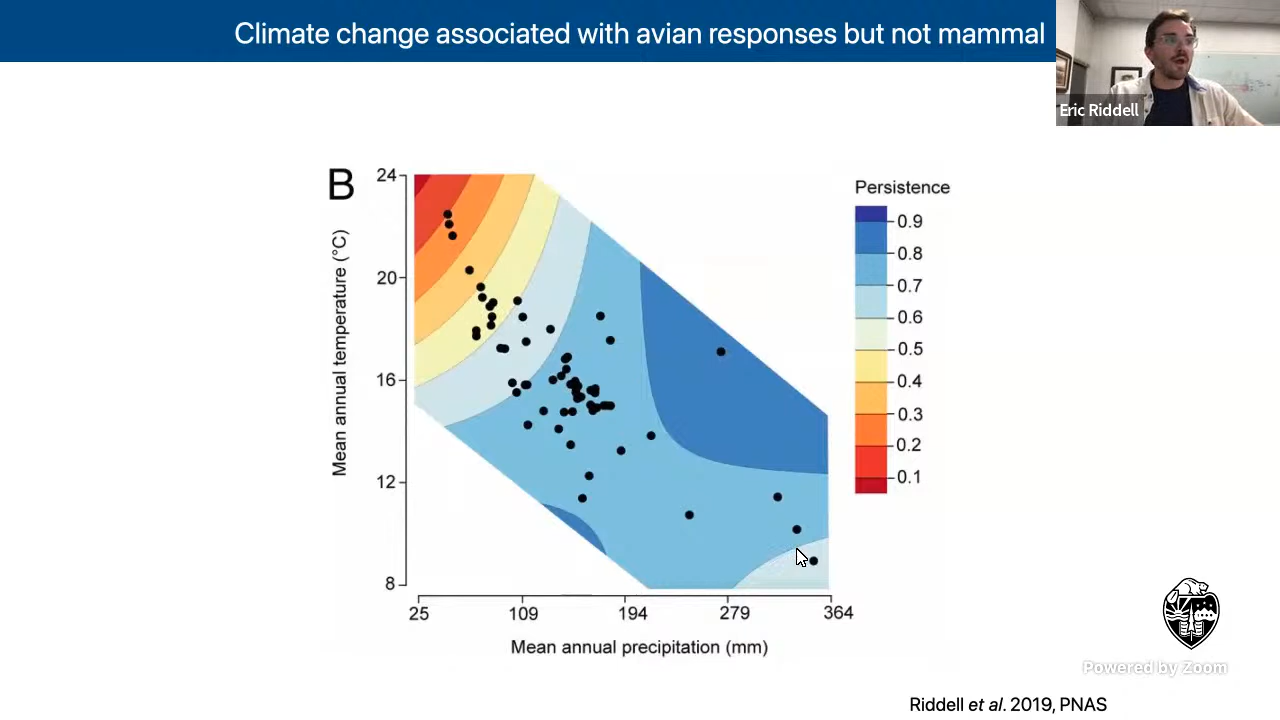 Climate change associated with avian responses but not mammal
Eric Riddell
B
Persistence
0.9
0.8
0.7
0.6
0.5
0.4
0.3
0.2
0.1
Mean annual temperature (°C)
24
20
16
12
8
25 109 194 279 364
Mean annual precipitation (mm)
Powered by Zoom
Riddell et al. 2019, PNAS